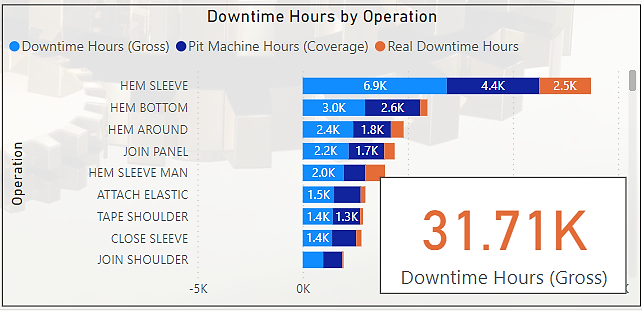 Downtime Hours by Operation
Downtime Hours (Gross) Pit Machine Hours (Coverage) Real Downtime Hours
Operation
HEM SLEEVE 6.9K 4.4K 2.5K
HEM BOTTOM 3.0K 2.6K
HEM AROUND 2.4K 1.8K
JOIN PANEL 2.2K 1.7K
HEM SLEEVE MAN 2.0K
ATTACH ELASTIC 1.5K
TAPE SHOULDER 1.4K 1.3K
CLOSE SLEEVE 1.4K
JOIN SHOULDER
31.71K
Downtime Hours (Gross)
-5K 0K